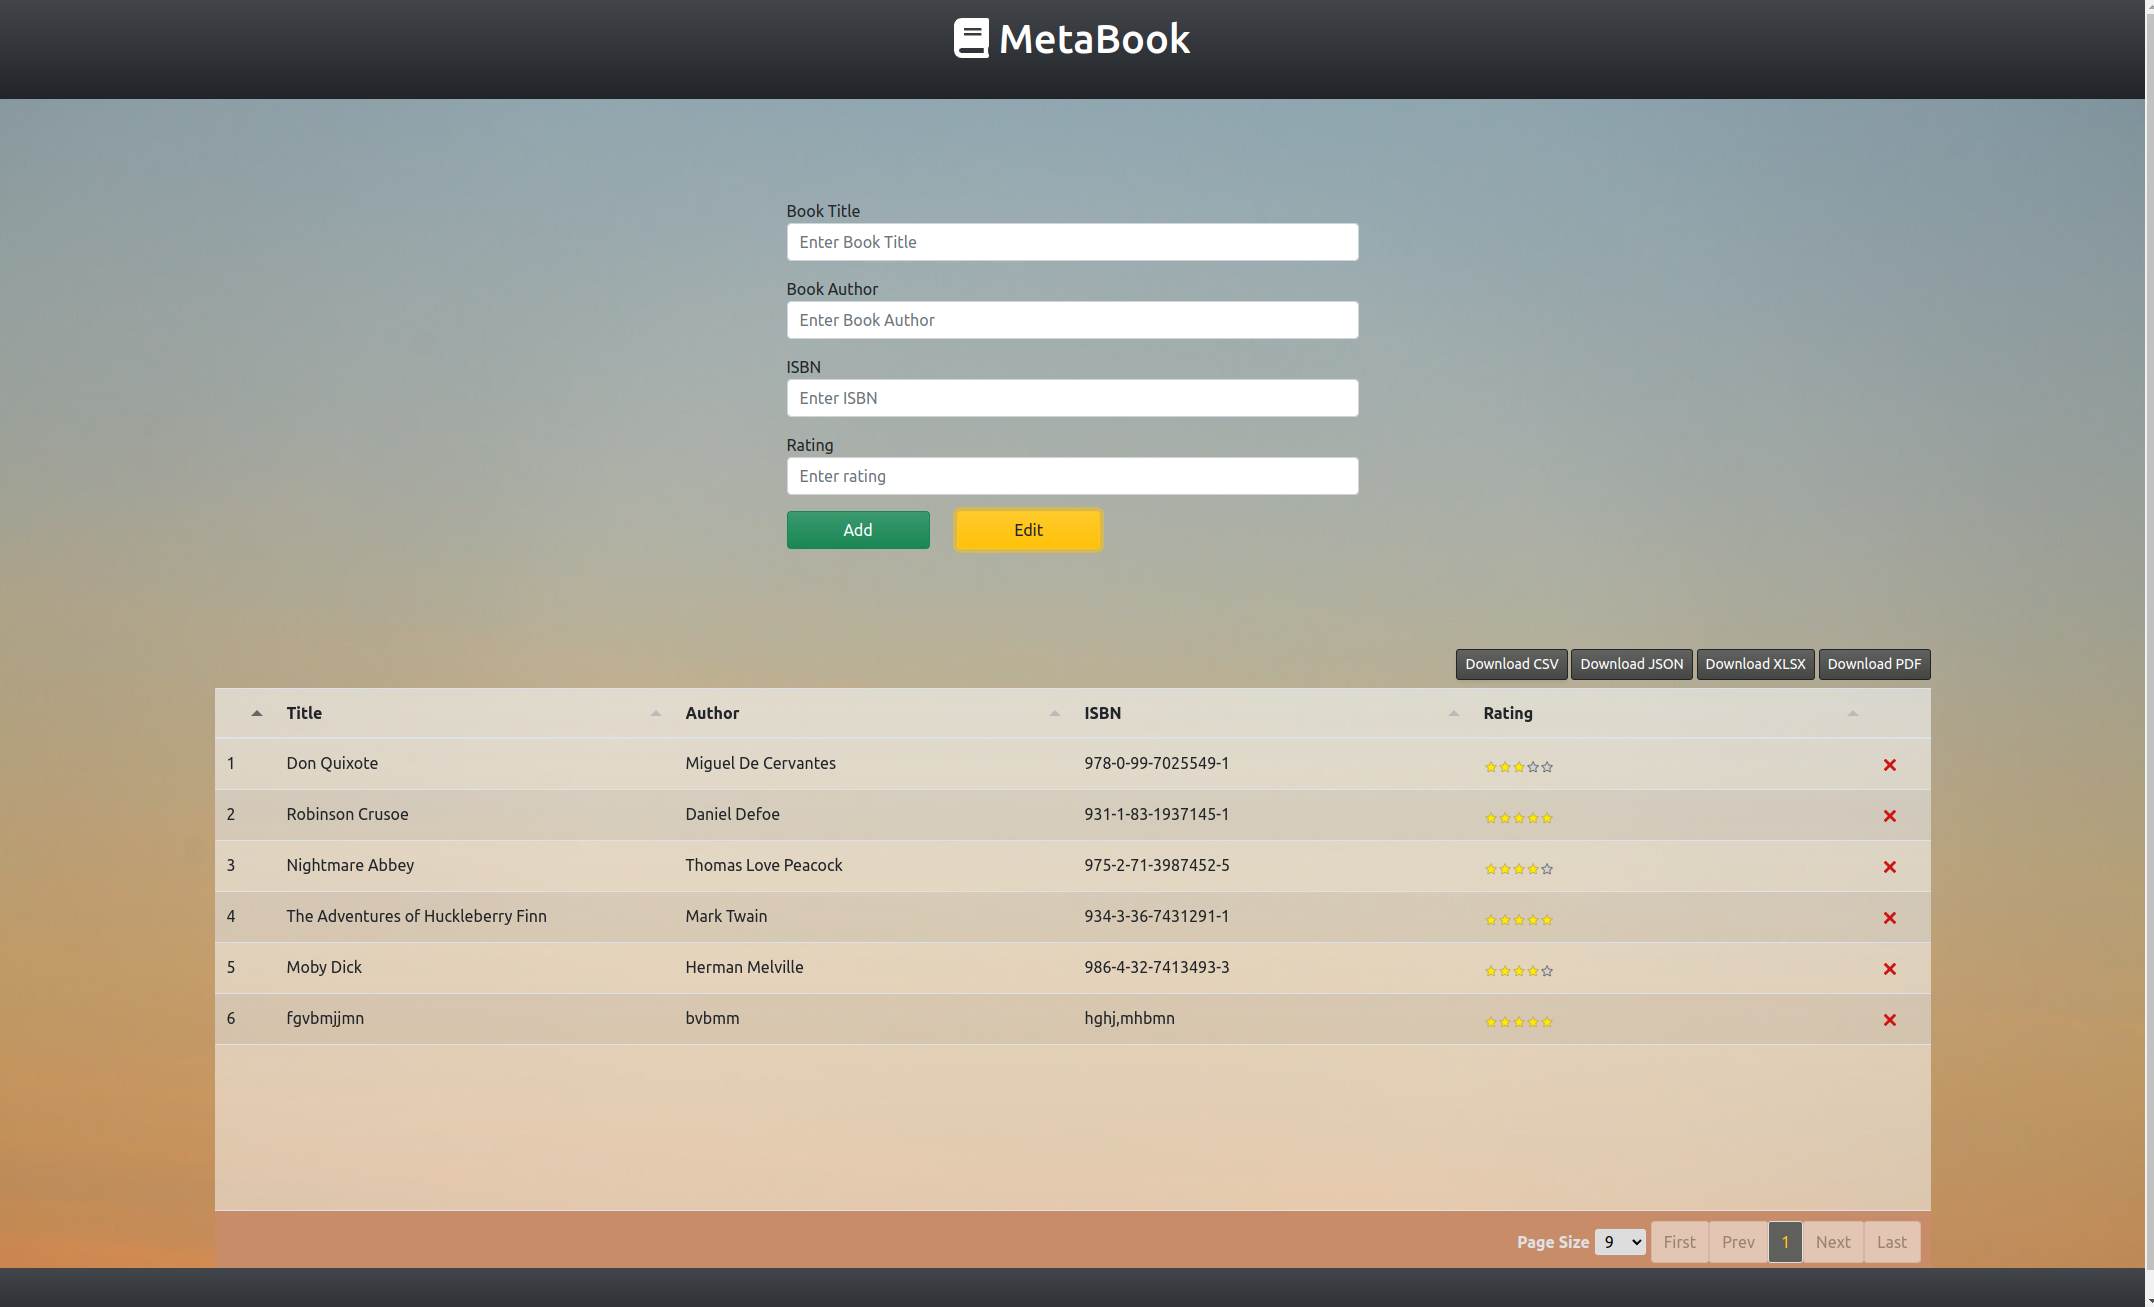 MetaBook
Book Title
Enter Book Title
Book Author
Enter Book Author
ISBN
Enter ISBN
Rating
Enter rating
Add Edit
Download CSV Download JSON Download XLSX Download PDF
Title Author ISBN Rating
1 Don Quixote Miguel De Cervantes 978-0-99-7025549-1
2 Robinson Crusoe Daniel Defoe 931-1-83-1937145-1
3 Nightmare Abbey Thomas Love Peacock 975-2-71-3987452-5
4 The Adventures of Huckleberry Finn Mark Twain 934-3-36-7431291-1
5 Moby Dick Herman Melville 986-4-32-7413493-3
6 fgvbmjjmn bvbmm hghj,mhbmn
Page Size 9 First Prev 1 Next Last